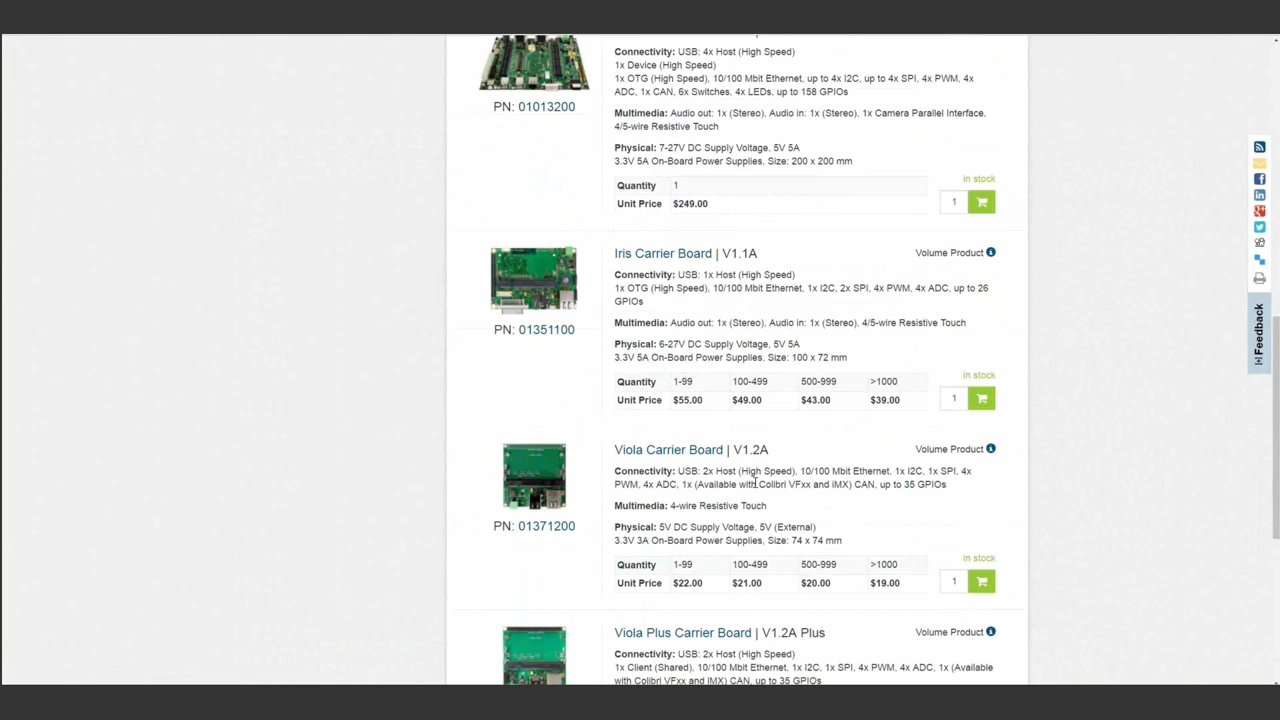 Connectivity: USB: 4x Host (High Speed)
1x Device (High Speed)
1x OTG (High Speed), 10/100 Mbit Ethernet, up to 4x I2C, up to 4x SPI, 4x PWM, 4x
ADC, 1x CAN, 6x Switches, 4x LEDs, up to 158 GPIOs
PN: 01013200
Multimedia: Audio out: 1x (Stereo), Audio in: 1x (Stereo), 1x Camera Parallel Interface,
4/5-wire Resistive Touch
Physical: 7-27V DC Supply Voltage, 5V 5A
3.3V 5A On-Board Power Supplies, Size: 200 x 200 mm
in stock
Quantity 1
Unit Price $249.00
1
Iris Carrier Board | V1.1A
Volume Product
Connectivity: USB: 1x Host (High Speed)
1x OTG (High Speed), 10/100 Mbit Ethernet, 1x I2C, 2x SPI, 4x PWM, 4x ADC, up to 26
GPIOs
PN: 01351100
Multimedia: Audio out: 1x (Stereo), Audio in: 1x (Stereo), 4/5-wire Resistive Touch
Physical: 6-27V DC Supply Voltage, 5V 5A
3.3V 5A On-Board Power Supplies, Size: 100 x 72 mm
in stock
Quantity 1-99 100-499 500-999 >1000
Unit Price $55.00 $49.00 $43.00 $39.00
1
Viola Carrier Board | V1.2A
Volume Product
Connectivity: USB: 2x Host (High Speed), 10/100 Mbit Ethernet, 1x I2C, 1x SPI, 4x
PWM, 4x ADC, 1x (Available with Colibri VFxx and iMX) CAN, up to 35 GPIOs
Multimedia: 4-wire Resistive Touch
PN: 01371200
Physical: 5V DC Supply Voltage, 5V (External)
3.3V 3A On-Board Power Supplies, Size: 74 x 74 mm
in stock
Quantity 1-99 100-499 500-999 >1000
Unit Price $22.00 $21.00 $20.00 $19.00
1
Viola Plus Carrier Board | V1.2A Plus
Volume Product
Connectivity: USB: 2x Host (High Speed)
1x Client (Shared), 10/100 Mbit Ethernet, 1x I2C, 1x SPI, 4x PWM, 4x ADC, 1x (Available
with Colibri VFxx and iMX) CAN, up to 35 GPIOs
[+] Feedback